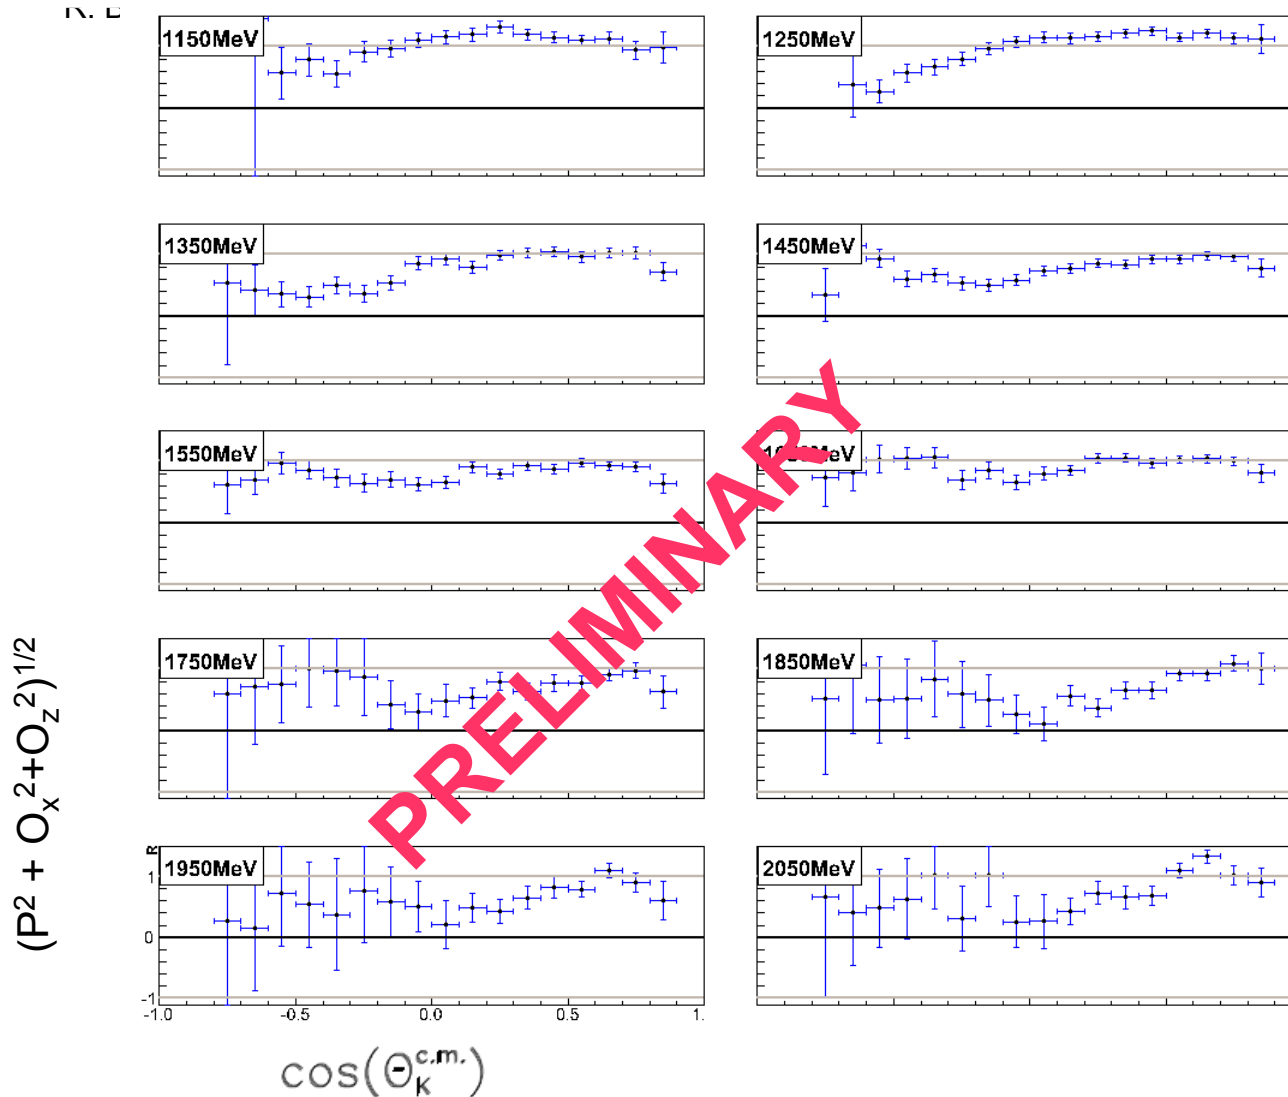 1150MeV
1250MeV
1350MeV
1450MeV
1550MeV
1750MeV
1850MeV
1950MeV
2050MeV
PRELIMINARY
(P² + Oₓ²+O_z²)^1/2
R
1
0
-1
-1.0 -0.5 0.0 0.5 1.
cos(Θ_K^c.m.)